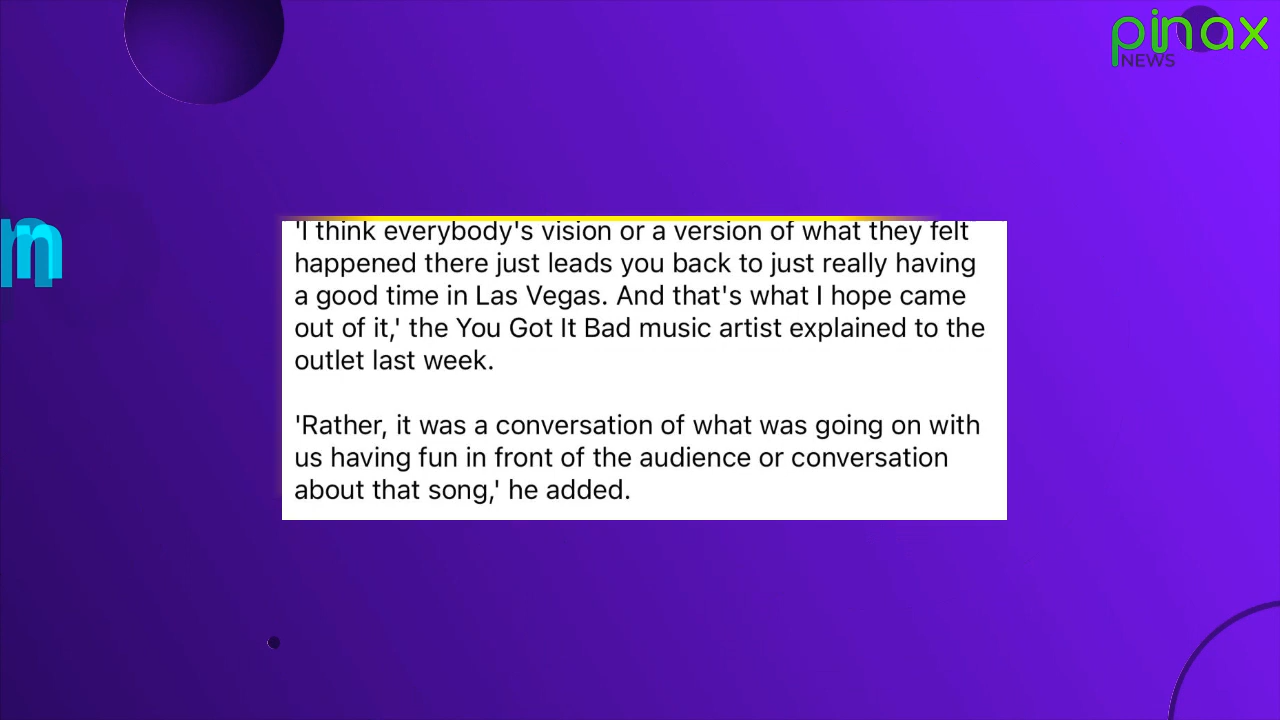 pinax
NEWS
m
'I think everybody's vision or a version of what they felt
happened there just leads you back to just really having
a good time in Las Vegas. And that's what I hope came
out of it,' the You Got It Bad music artist explained to the
outlet last week.
'Rather, it was a conversation of what was going on with
us having fun in front of the audience or conversation
about that song,' he added.